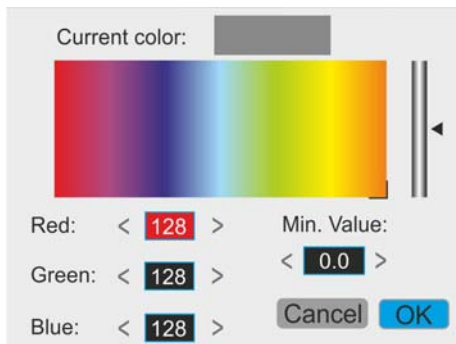 Current color:
Red: < 128 >
Green: < 128 >
Blue: < 128 >
Min. Value:
< 0.0 >
Cancel OK